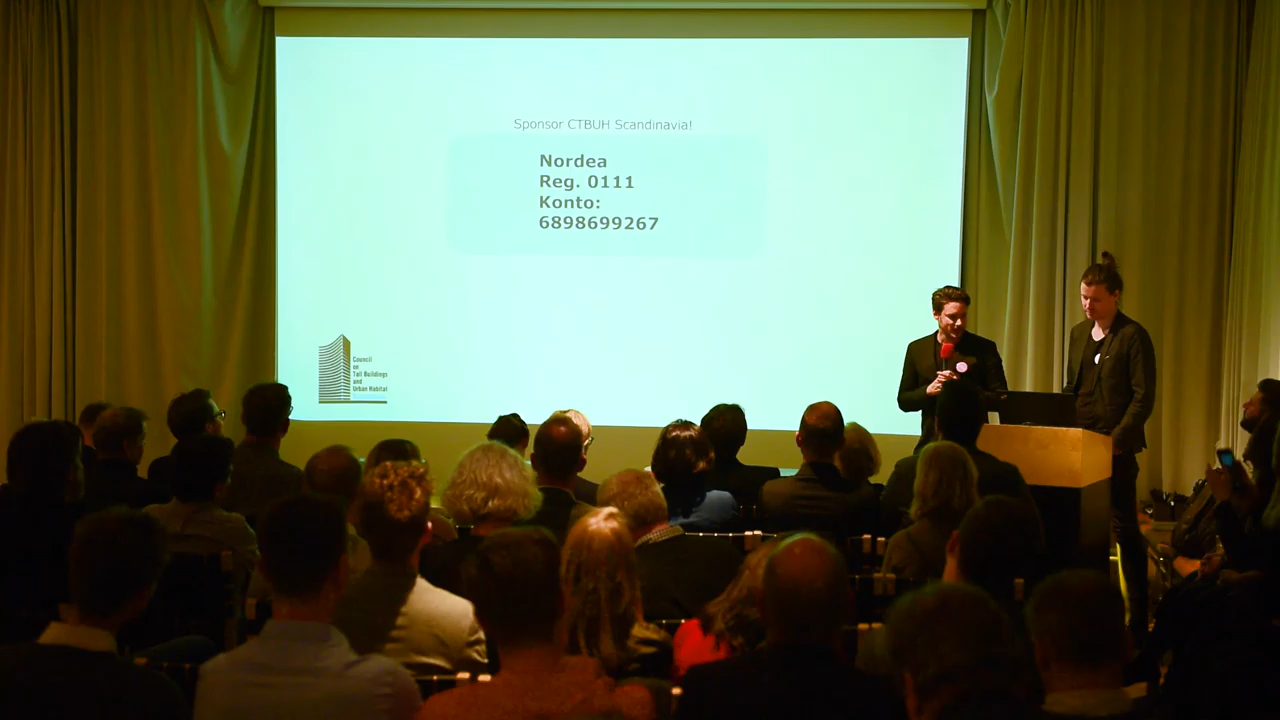 Sponsor CTBUH Scandinavia!
Nordea
Reg. 0111
Konto:
6898699267
Council
on
Tall Buildings
and
Urban Habitat